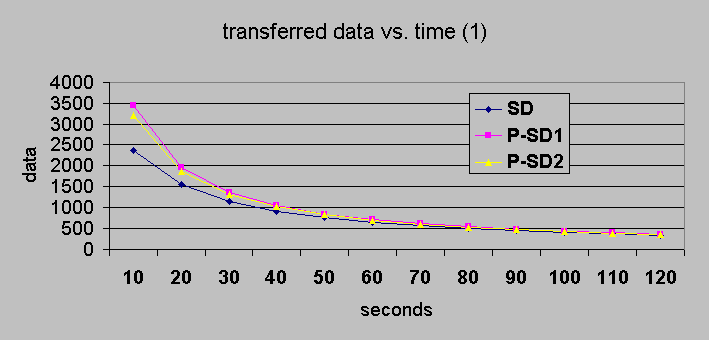 transferred data vs. time (1)
4000
3500
3000
2500
2000
1500
1000
500
0
data
SD
P-SD1
P-SD2
10 20 30 40 50 60 70 80 90 100 110 120
seconds